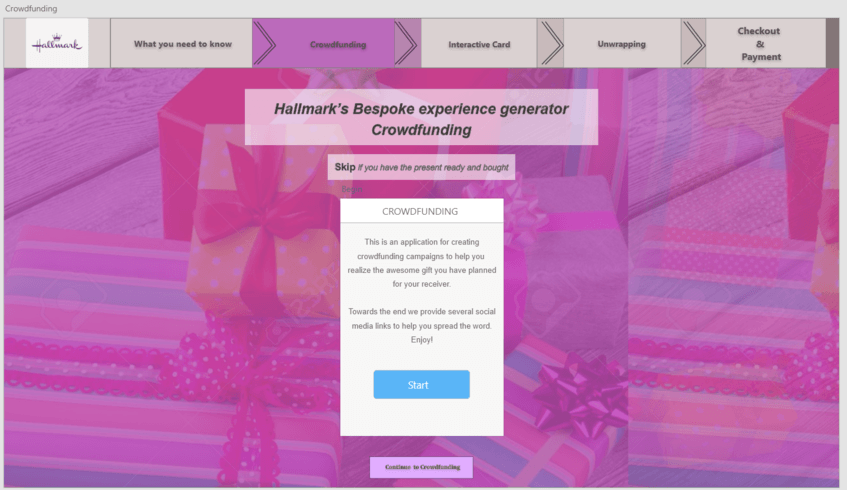 Crowdfunding
Hallmark
What you need to know
Crowdfunding
Interactive Card
Unwrapping
Checkout
&
Payment
Hallmark's Bespoke experience generator
Crowdfunding
Skip if you have the present ready and bought
CROWDFUNDING
This is an application for creating
crowdfunding campaigns to help you
realize the awesome gift you have planned
for your receiver.
Towards the end we provide several social
media links to help you spread the word.
Enjoy!
Start
Continue to Crowdfunding